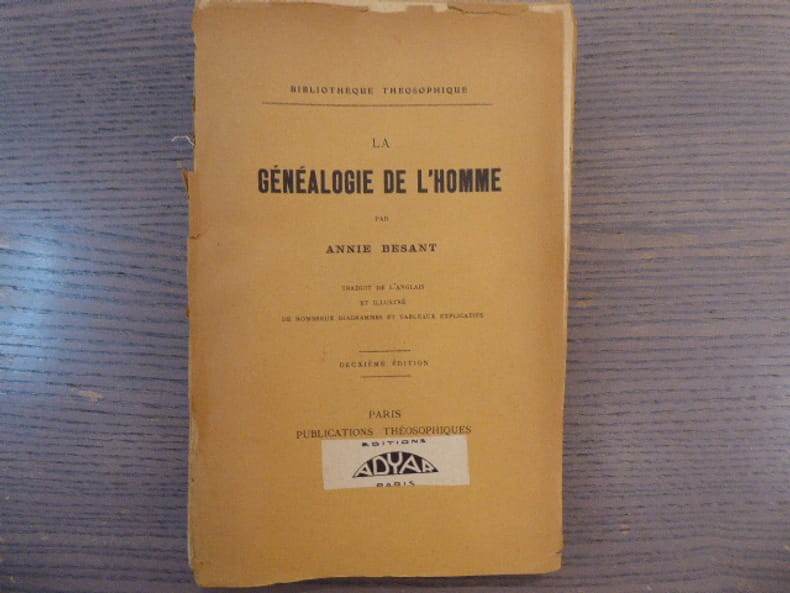 BIBLIOTHÈQUE THÉOSOPHIQUE
LA
GÉNÉALOGIE DE L'HOMME
PAR
ANNIE BESANT
TRADUIT DE L'ANGLAIS
ET ILLUSTRÉ
DE NOMBREUX DIAGRAMMES ET TABLEAUX EXPLICATIFS
DEUXIÈME ÉDITION
PARIS
PUBLICATIONS THÉOSOPHIQUES
EDITIONS
ADYAR
PARIS